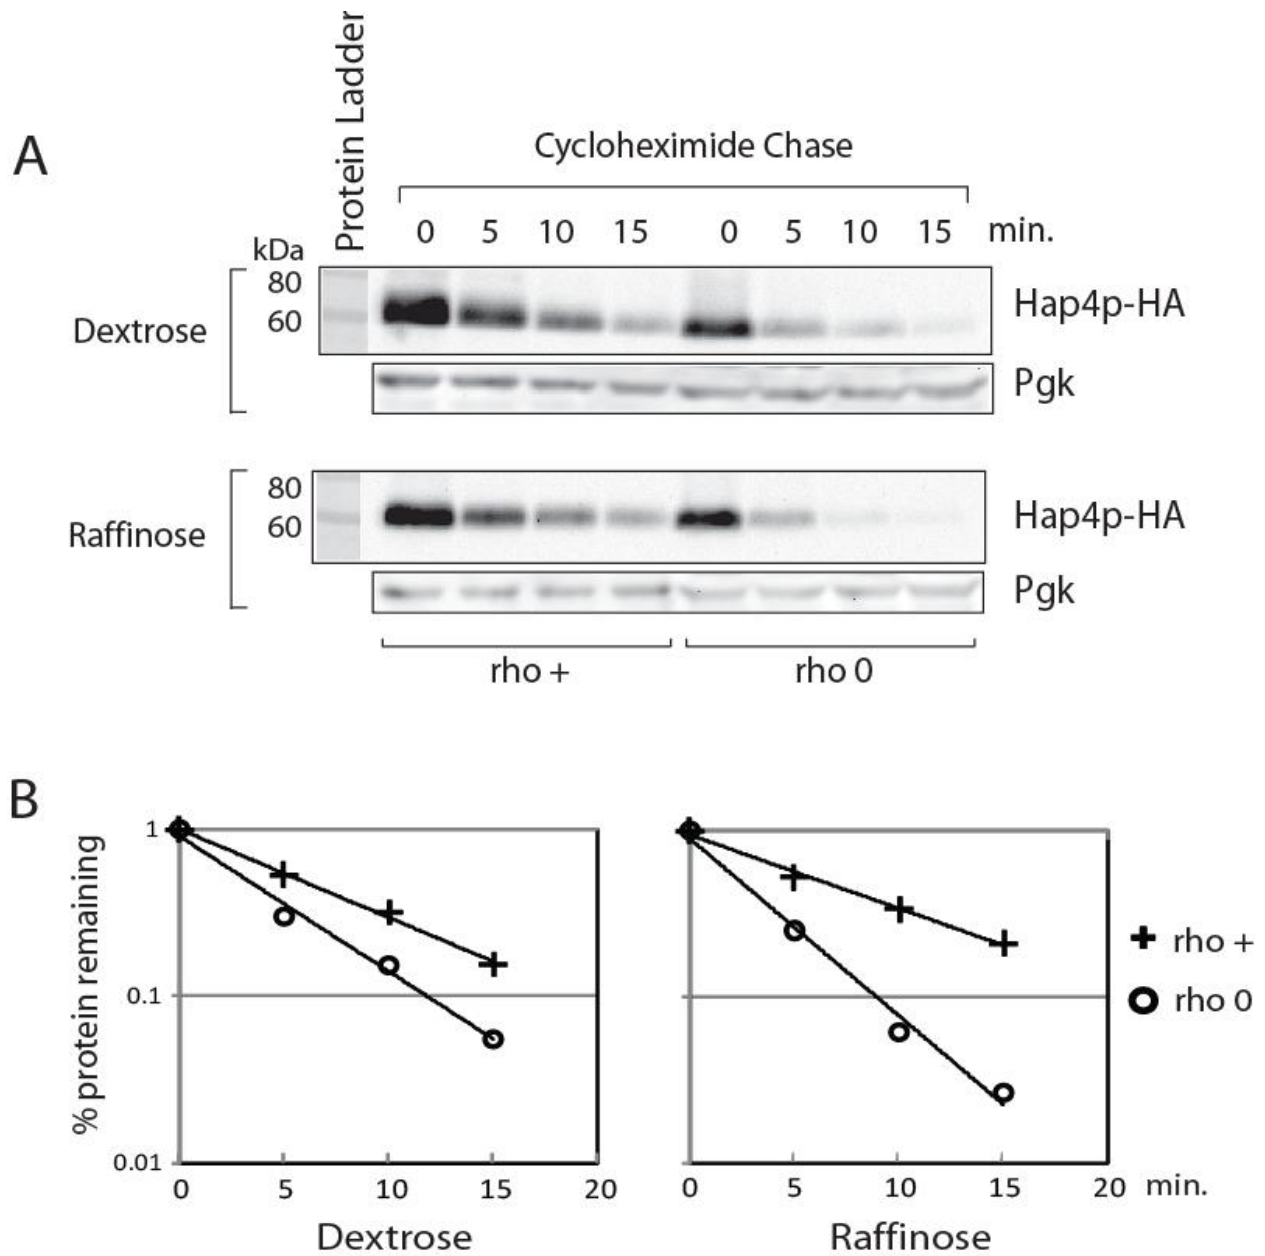 A
Protein Ladder
Cycloheximide Chase
0 5 10 15 0 5 10 15 min.
kDa
80
60
Dextrose
Hap4p-HA
Pgk
80
60
Raffinose
Hap4p-HA
Pgk
rho + rho 0
B
% protein remaining
1
0.1
0.01
0 5 10 15 20
Dextrose
0 5 10 15 20 min.
Raffinose
rho +
rho 0